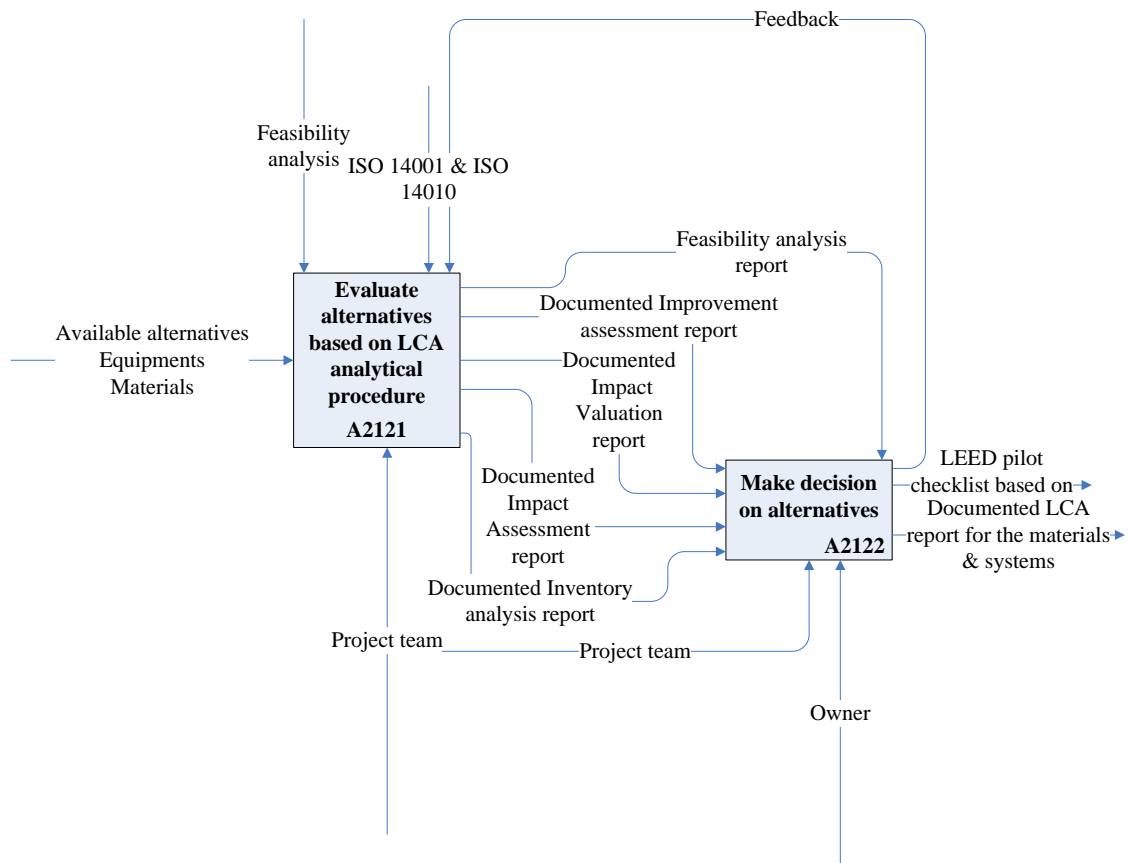 Feedback
Feasibility
analysis
ISO 14001 & ISO
14010
Feasibility analysis
report
Evaluate
alternatives
based on LCA
analytical
procedure
A2121
Documented Improvement
assessment report
Available alternatives
Equipments
Materials
Documented
Impact
Valuation
report
Documented
Impact
Assessment
report
Make decision
on alternatives
A2122
LEED pilot
checklist based on
Documented LCA
report for the materials
& systems
Documented Inventory
analysis report
Project team
Project team
Owner